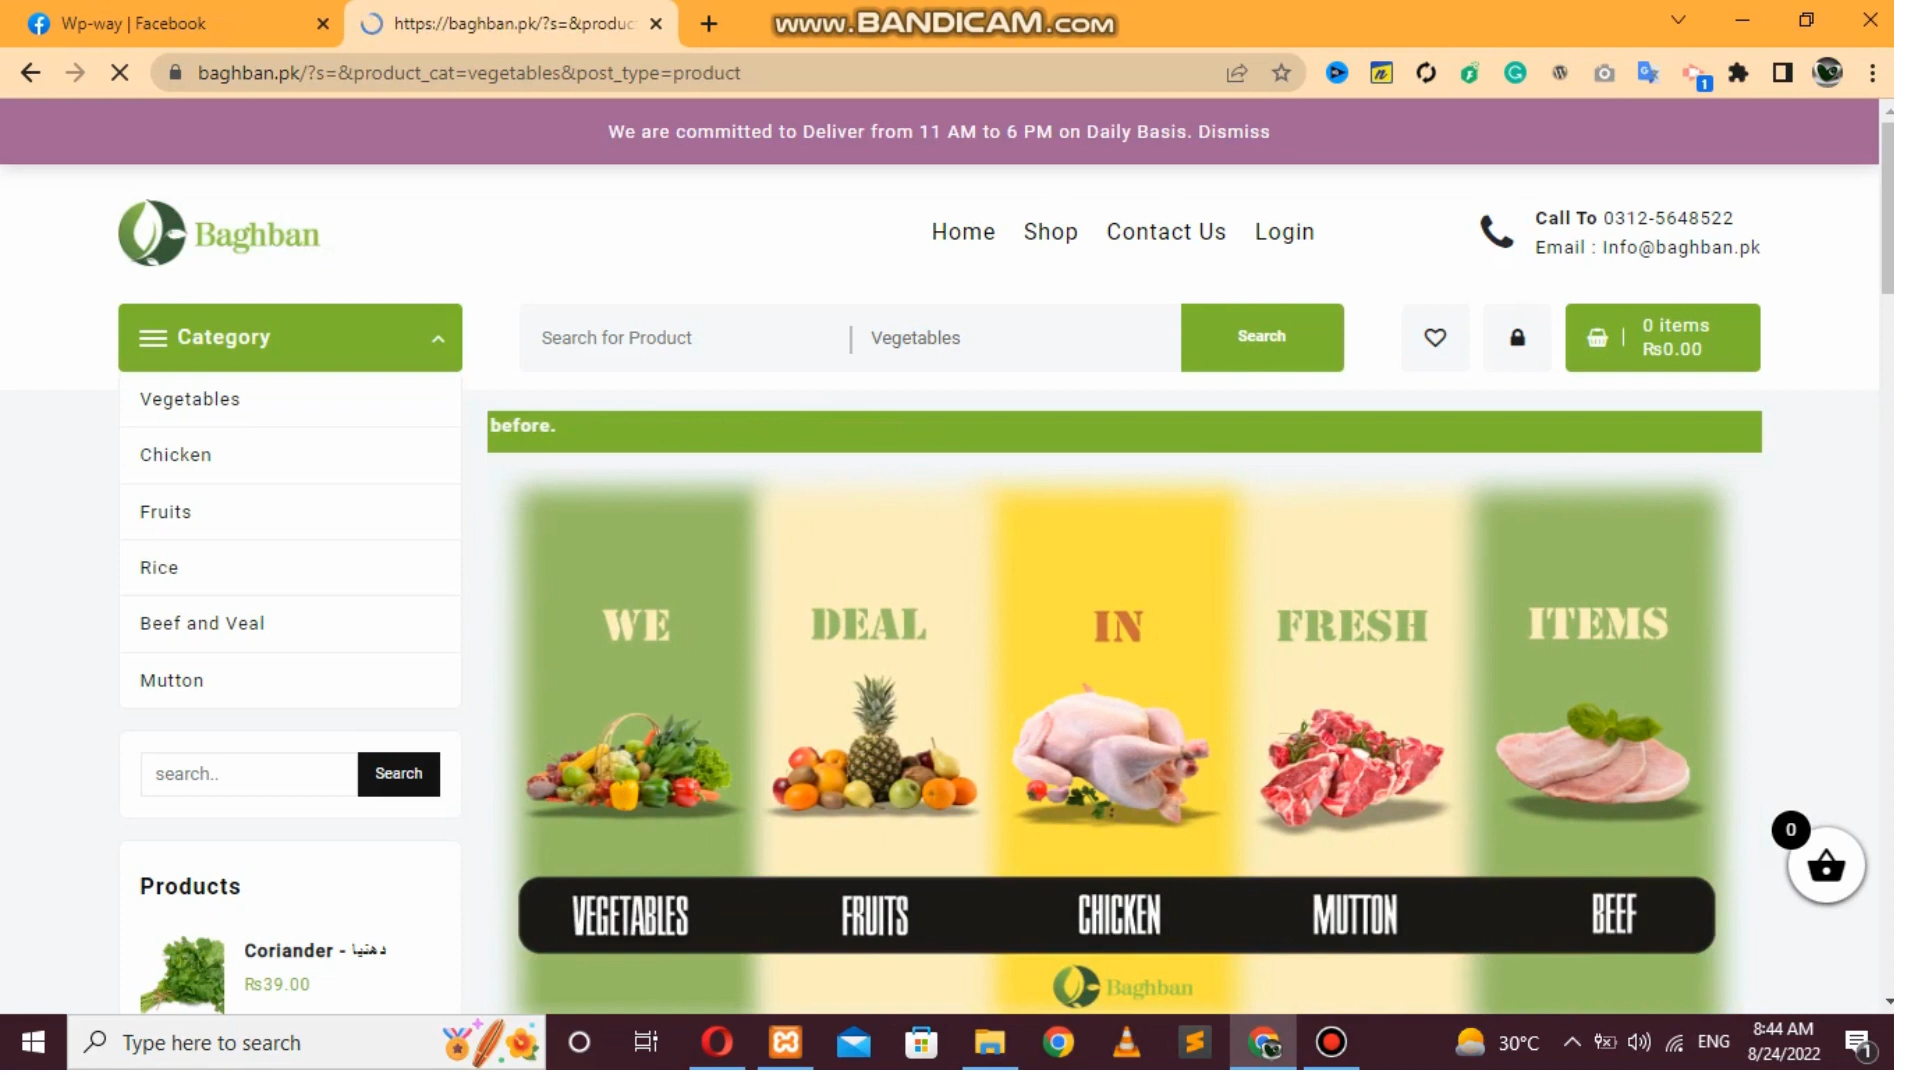 Wp-way | Facebook
https://baghban.pk/?s=&produc
www.BANDICAM.com
baghban.pk/?s=&product_cat=vegetables&post_type=product
1
We are committed to Deliver from 11 AM to 6 PM on Daily Basis. Dismiss
Baghban
Home
Shop
Contact Us
Login
Call To 0312-5648522
Email : Info@baghban.pk
Category
Search for Product
Vegetables
Search
0 items
₨0.00
Vegetables
Chicken
Fruits
Rice
Beef and Veal
Mutton
before.
WE
DEAL
IN
FRESH
ITEMS
search..
Search
0
VEGETABLES
FRUITS
CHICKEN
MUTTON
BEEF
Products
Coriander - دهنیا
₨39.00
Baghban
Type here to search
30°C
ENG
8:44 AM
8/24/2022
1